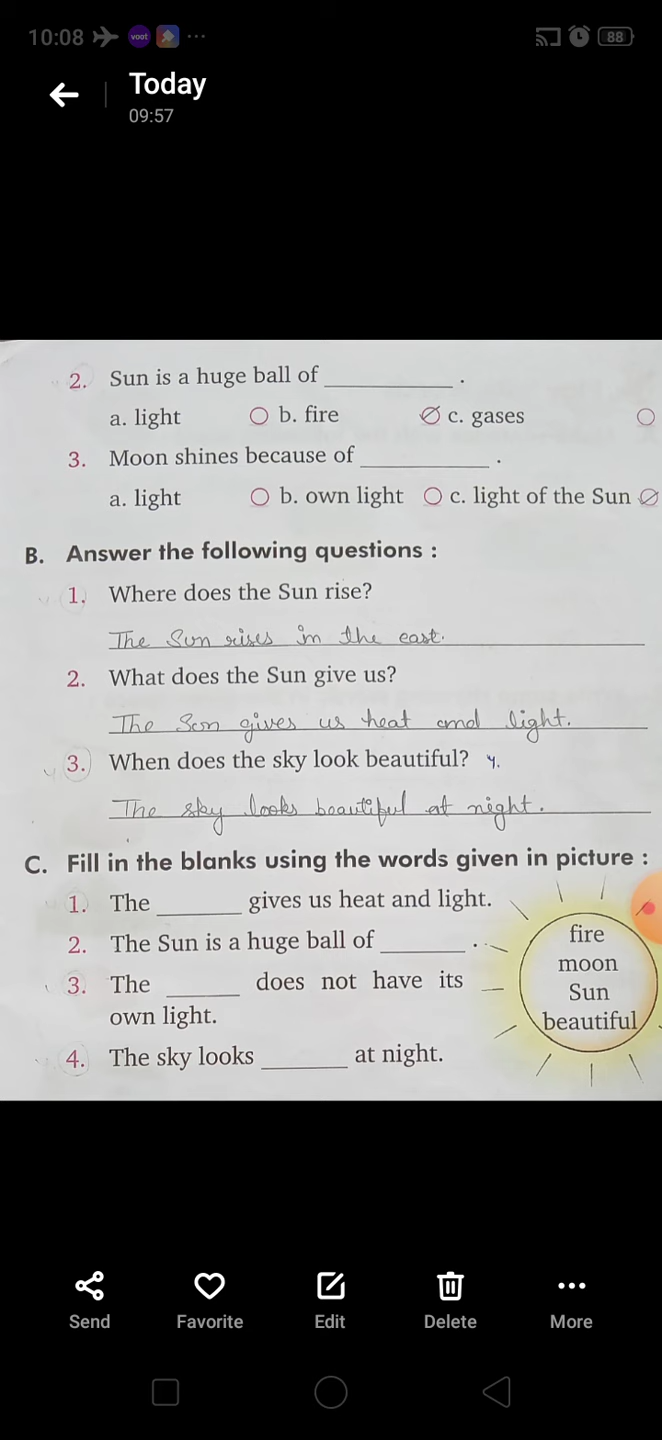 10:08 voot ... 88
Today
09:57
2. Sun is a huge ball of ____________ .
a. light b. fire c. gases
3. Moon shines because of ____________ .
a. light b. own light c. light of the Sun
B. Answer the following questions :
1. Where does the Sun rise?
The Sun rises in the east.
2. What does the Sun give us?
The Sun gives us heat and light.
3. When does the sky look beautiful? 4.
The sky looks beautiful at night.
C. Fill in the blanks using the words given in picture :
1. The ________ gives us heat and light.
2. The Sun is a huge ball of ________ .
3. The _______ does not have its
own light.
4. The sky looks ________ at night.
fire
moon
Sun
beautiful
Send Favorite Edit Delete More